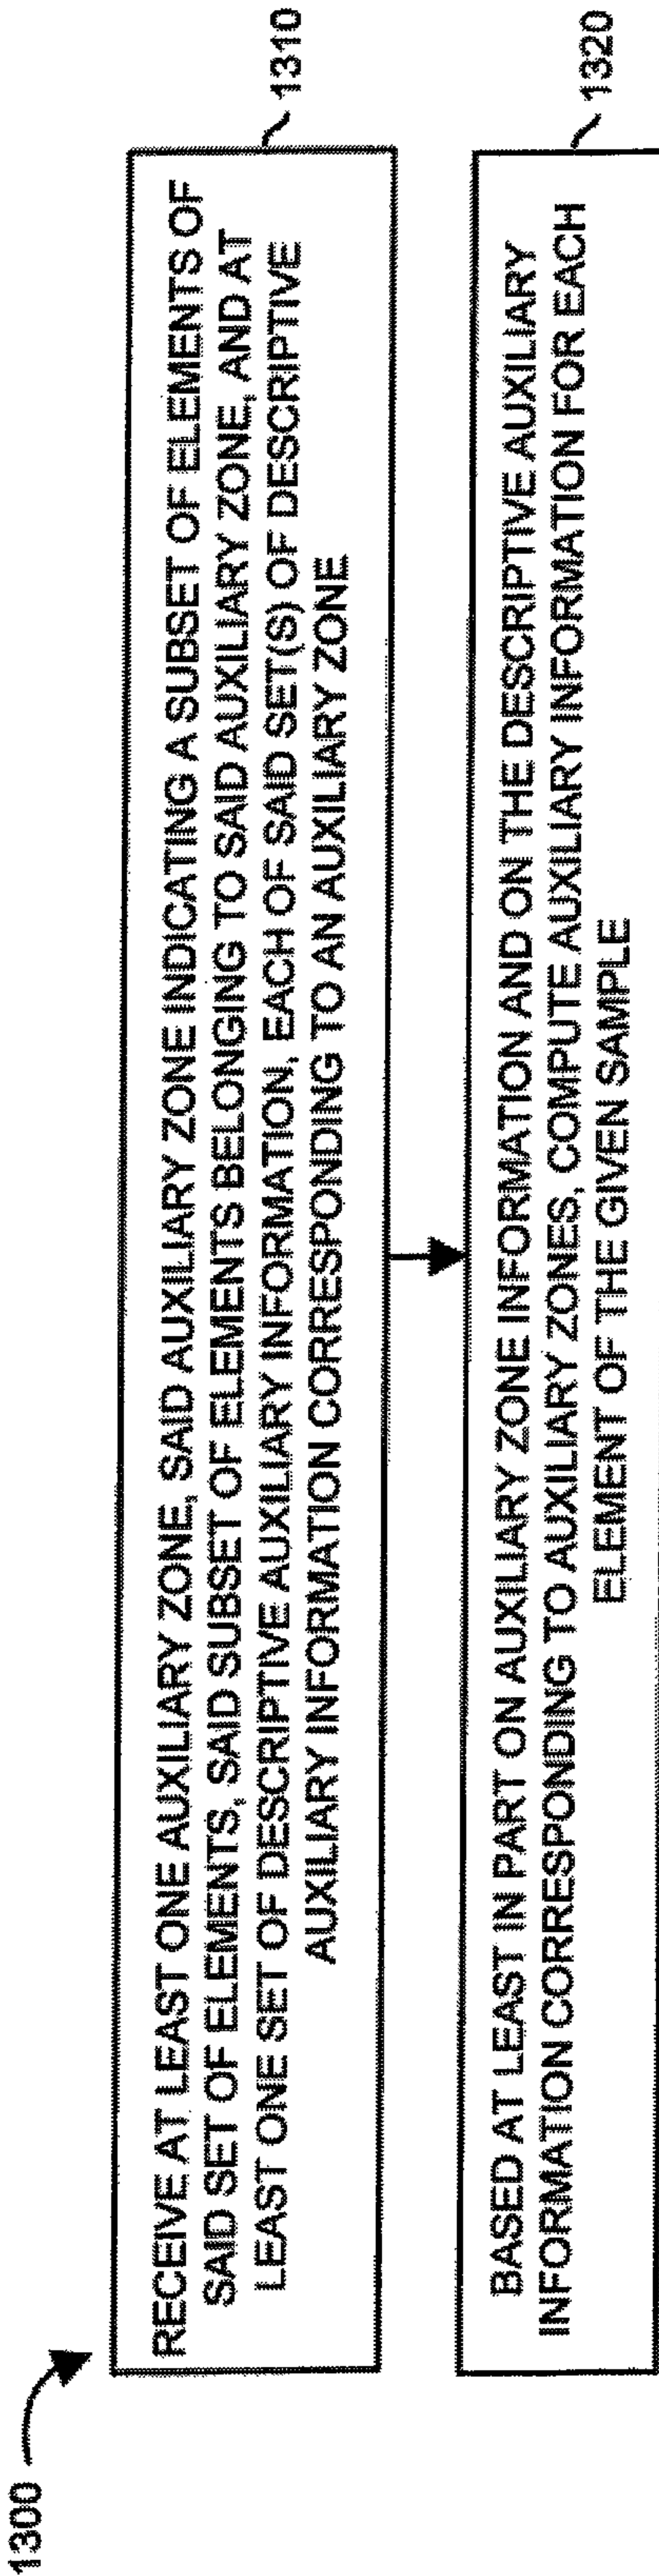 1300
RECEIVE AT LEAST ONE AUXILIARY ZONE, SAID AUXILIARY ZONE INDICATING A SUBSET OF ELEMENTS OF
SAID SET OF ELEMENTS, SAID SUBSET OF ELEMENTS BELONGING TO SAID AUXILIARY ZONE, AND AT
LEAST ONE SET OF DESCRIPTIVE AUXILIARY INFORMATION, EACH OF SAID SET(S) OF DESCRIPTIVE
AUXILIARY INFORMATION CORRESPONDING TO AN AUXILIARY ZONE
1310
BASED AT LEAST IN PART ON AUXILIARY ZONE INFORMATION AND ON THE DESCRIPTIVE AUXILIARY
INFORMATION CORRESPONDING TO AUXILIARY ZONES, COMPUTE AUXILIARY INFORMATION FOR EACH
ELEMENT OF THE GIVEN SAMPLE
1320